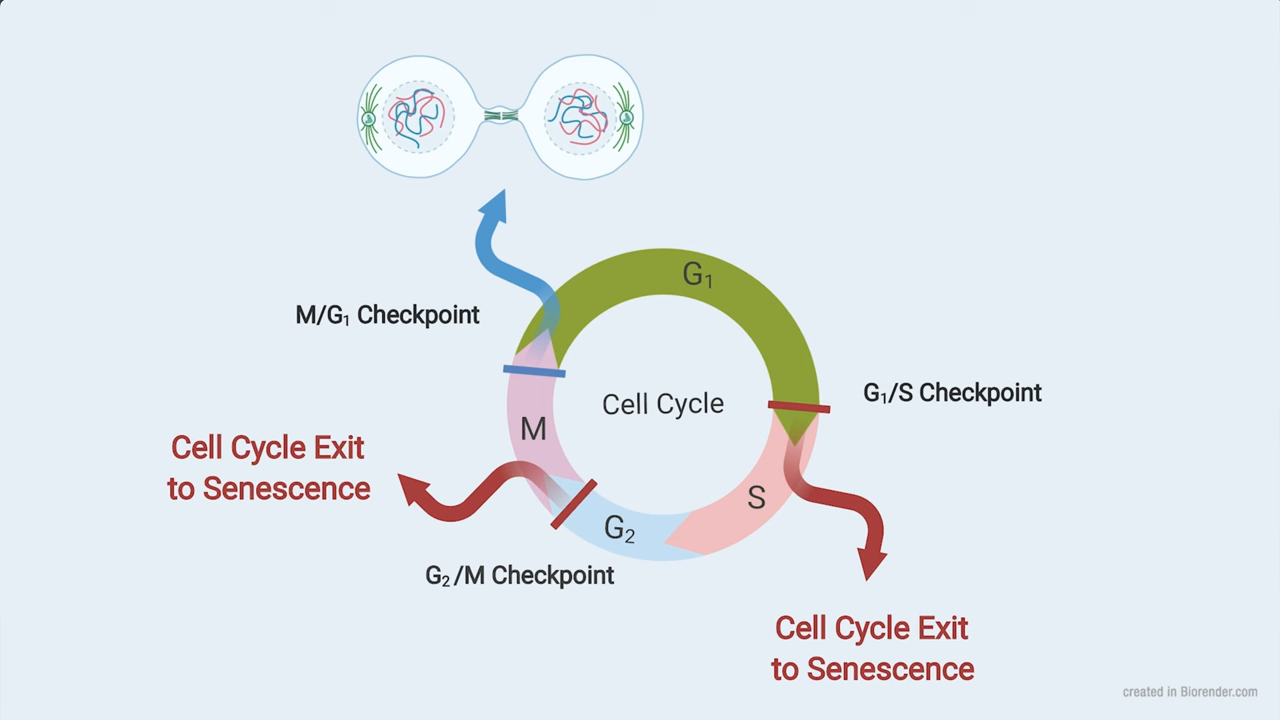 G₁
M/G₁ Checkpoint
G₁/S Checkpoint
Cell Cycle
M
Cell Cycle Exit
to Senescence
S
G₂
G₂/M Checkpoint
Cell Cycle Exit
to Senescence
created in Biorender.com